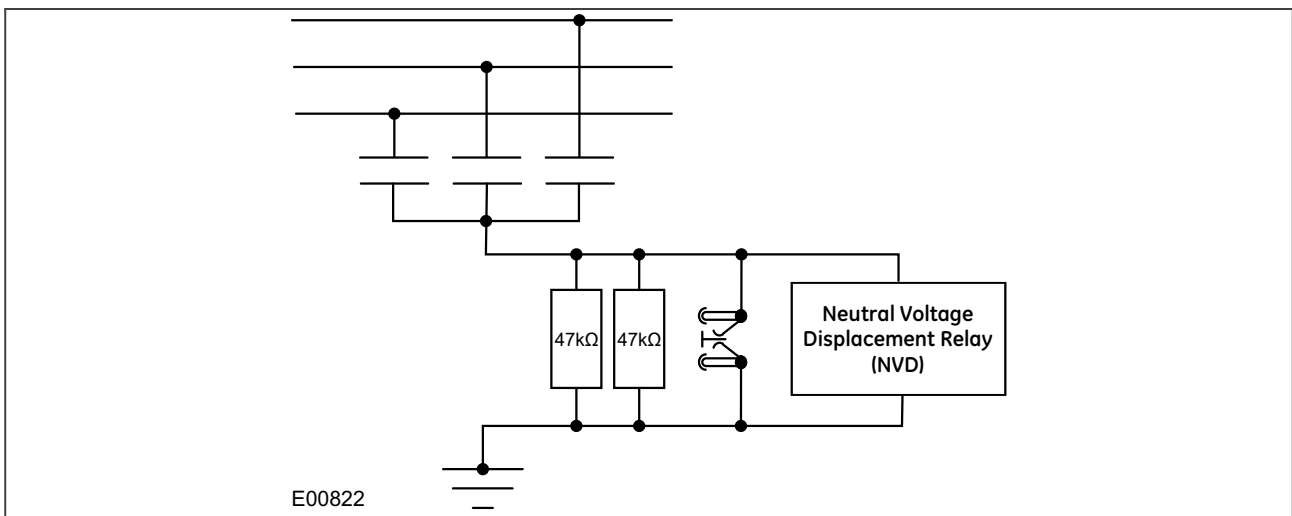 47kΩ 47kΩ
Neutral Voltage
Displacement Relay
(NVD)
E00822